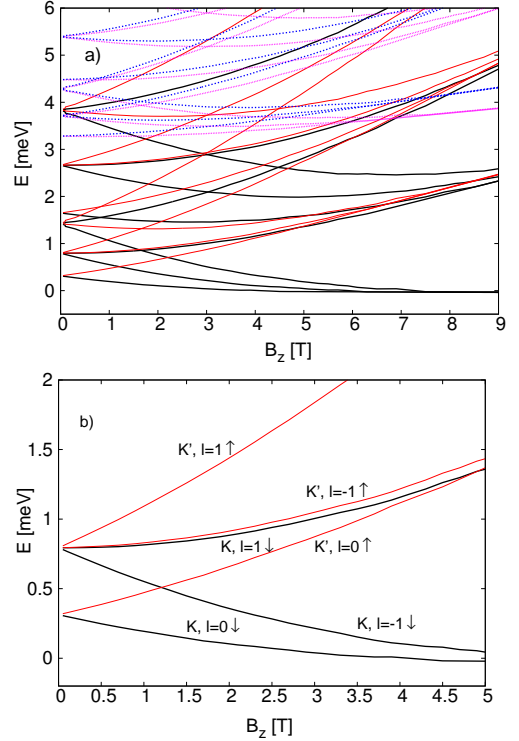 6
5
4
3
2
1
0
E [meV]
a)
0 1 2 3 4 5 6 7 8 9
B_z [T]
2
1.5
1
0.5
0
E [meV]
b)
K', l=1↑
K', l=-1↑
K, l=1↓
K', l=0↑
K, l=0↓
K, l=-1↓
0 0.5 1 1.5 2 2.5 3 3.5 4 4.5 5
B_z [T]